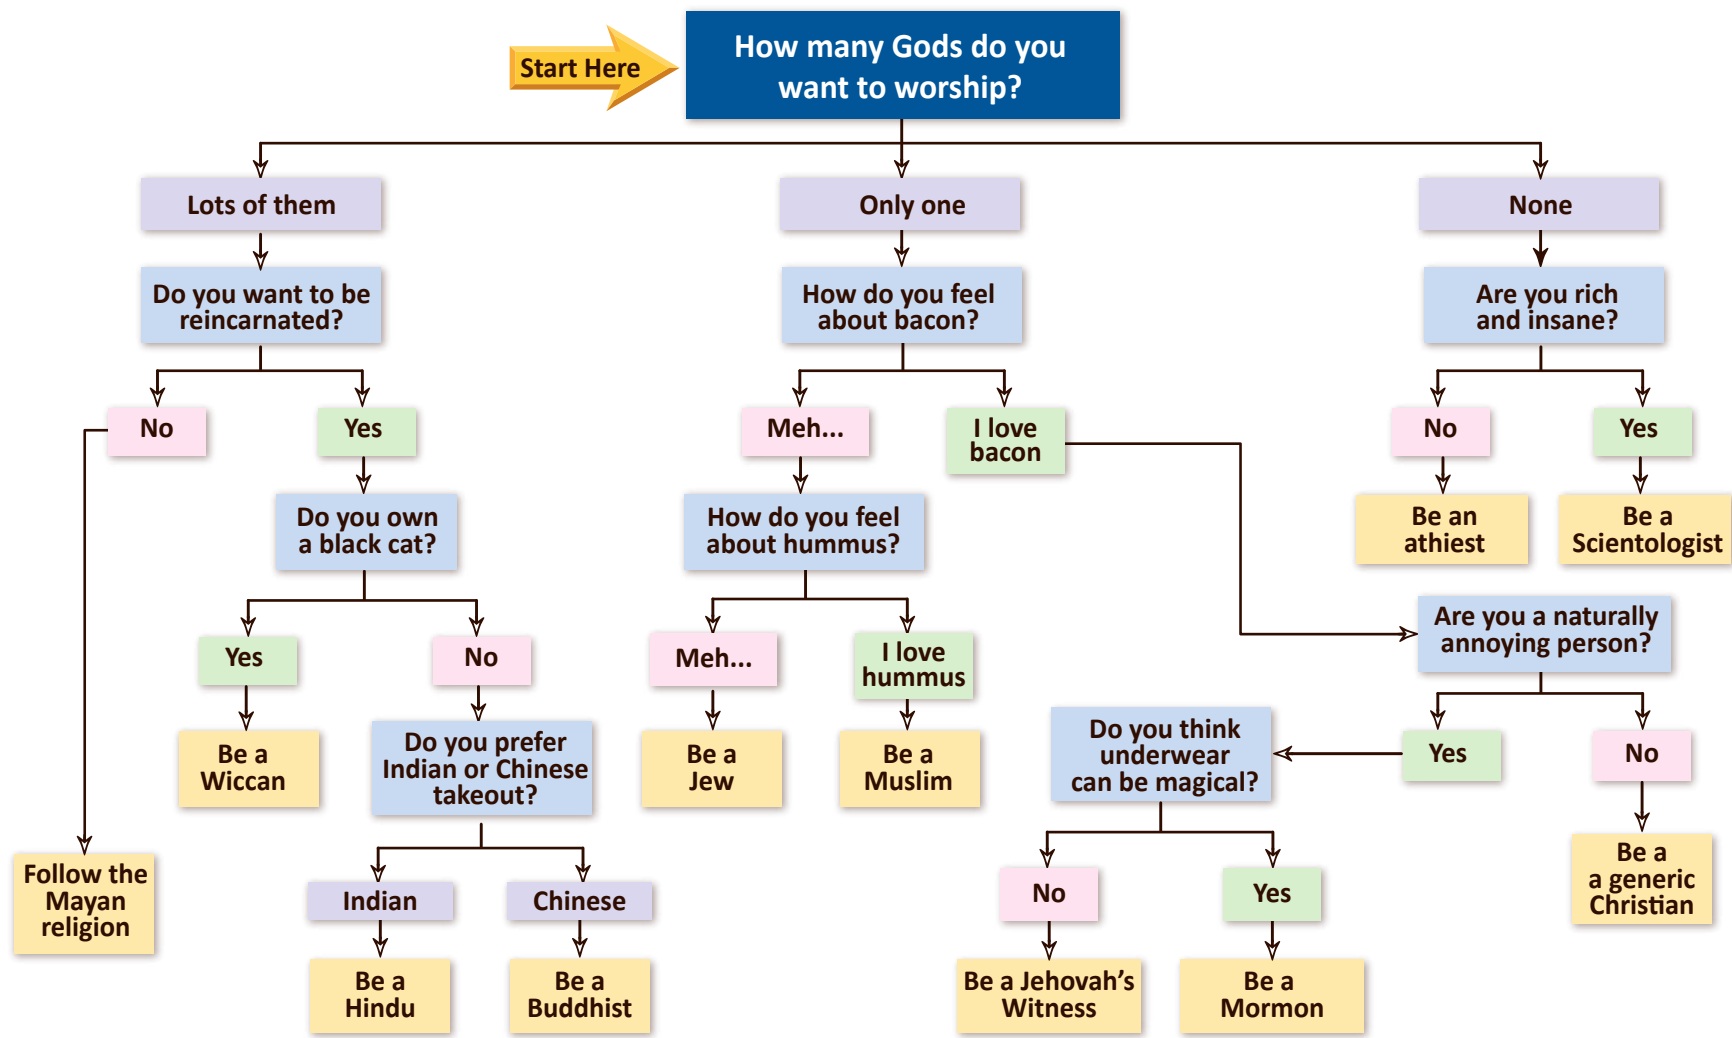 Start Here
How many Gods do you
want to worship?
Lots of them
Only one
None
Do you want to be
reincarnated?
How do you feel
about bacon?
Are you rich
and insane?
No
Yes
Meh...
I love
bacon
No
Yes
Do you own
a black cat?
How do you feel
about hummus?
Be an
athiest
Be a
Scientologist
Are you a naturally
annoying person?
Yes
No
Meh...
I love
hummus
Be a
Wiccan
Do you prefer
Indian or Chinese
takeout?
Be a
Jew
Be a
Muslim
Do you think
underwear
can be magical?
Yes
No
Follow the
Mayan
religion
Indian
Chinese
No
Yes
Be a
a generic
Christian
Be a
Hindu
Be a
Buddhist
Be a Jehovah's
Witness
Be a
Mormon